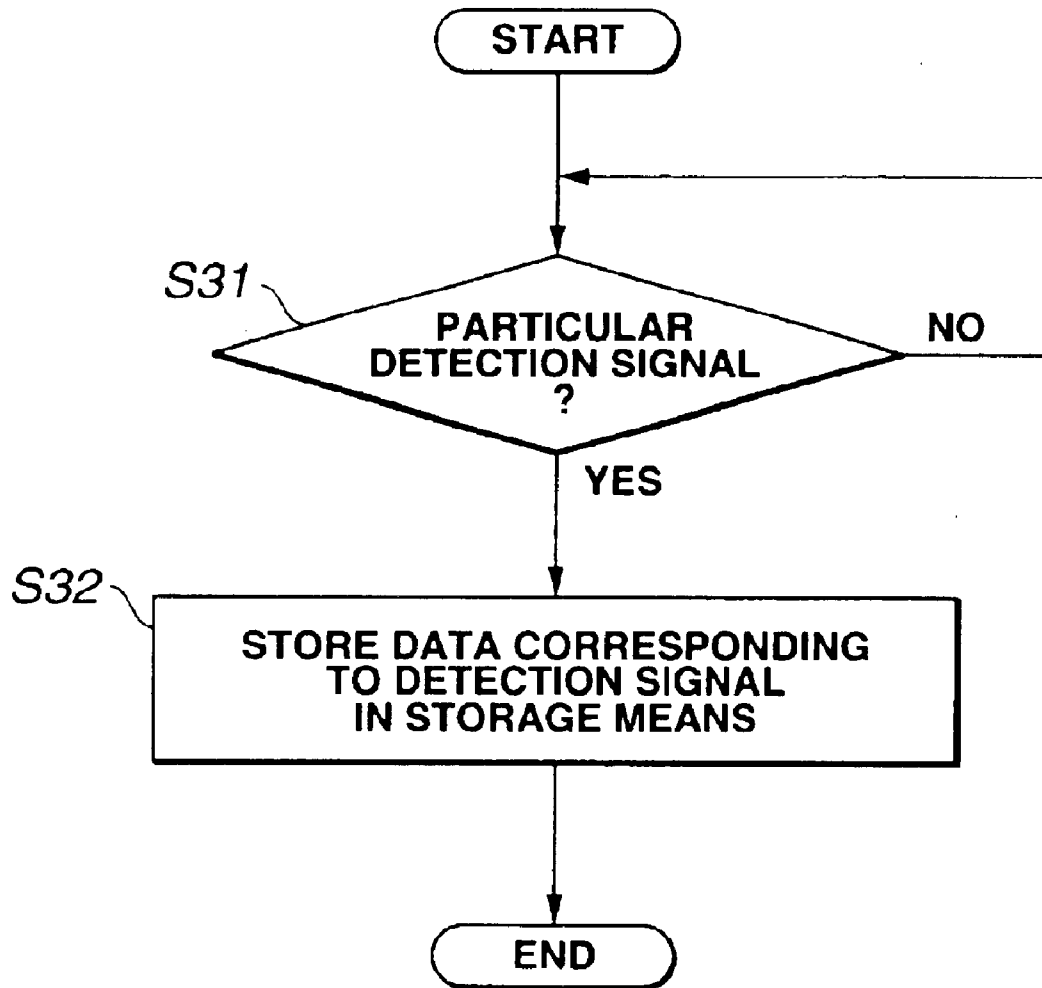 START
S31
PARTICULAR
DETECTION SIGNAL
?
NO
YES
S32
STORE DATA CORRESPONDING
TO DETECTION SIGNAL
IN STORAGE MEANS
END